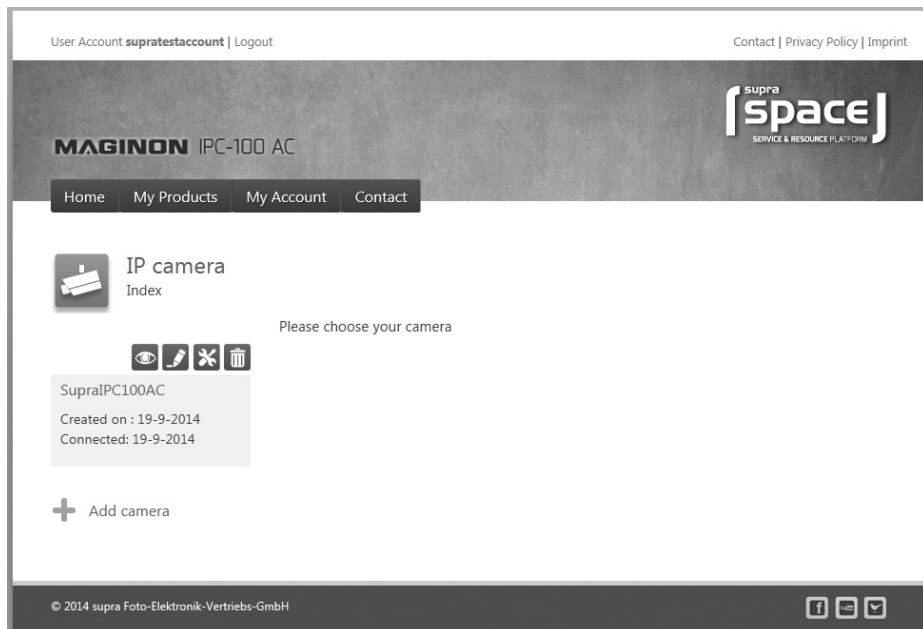 User Account supratestaccount | Logout
Contact | Privacy Policy | Imprint
supra
space
SERVICE & RESOURCE PLATFORM
MAGINON IPC-100 AC
Home My Products My Account Contact
IP camera
Index
Please choose your camera
SupraIPC100AC
Created on : 19-9-2014
Connected: 19-9-2014
Add camera
© 2014 supra Foto-Elektronik-Vertriebs-GmbH